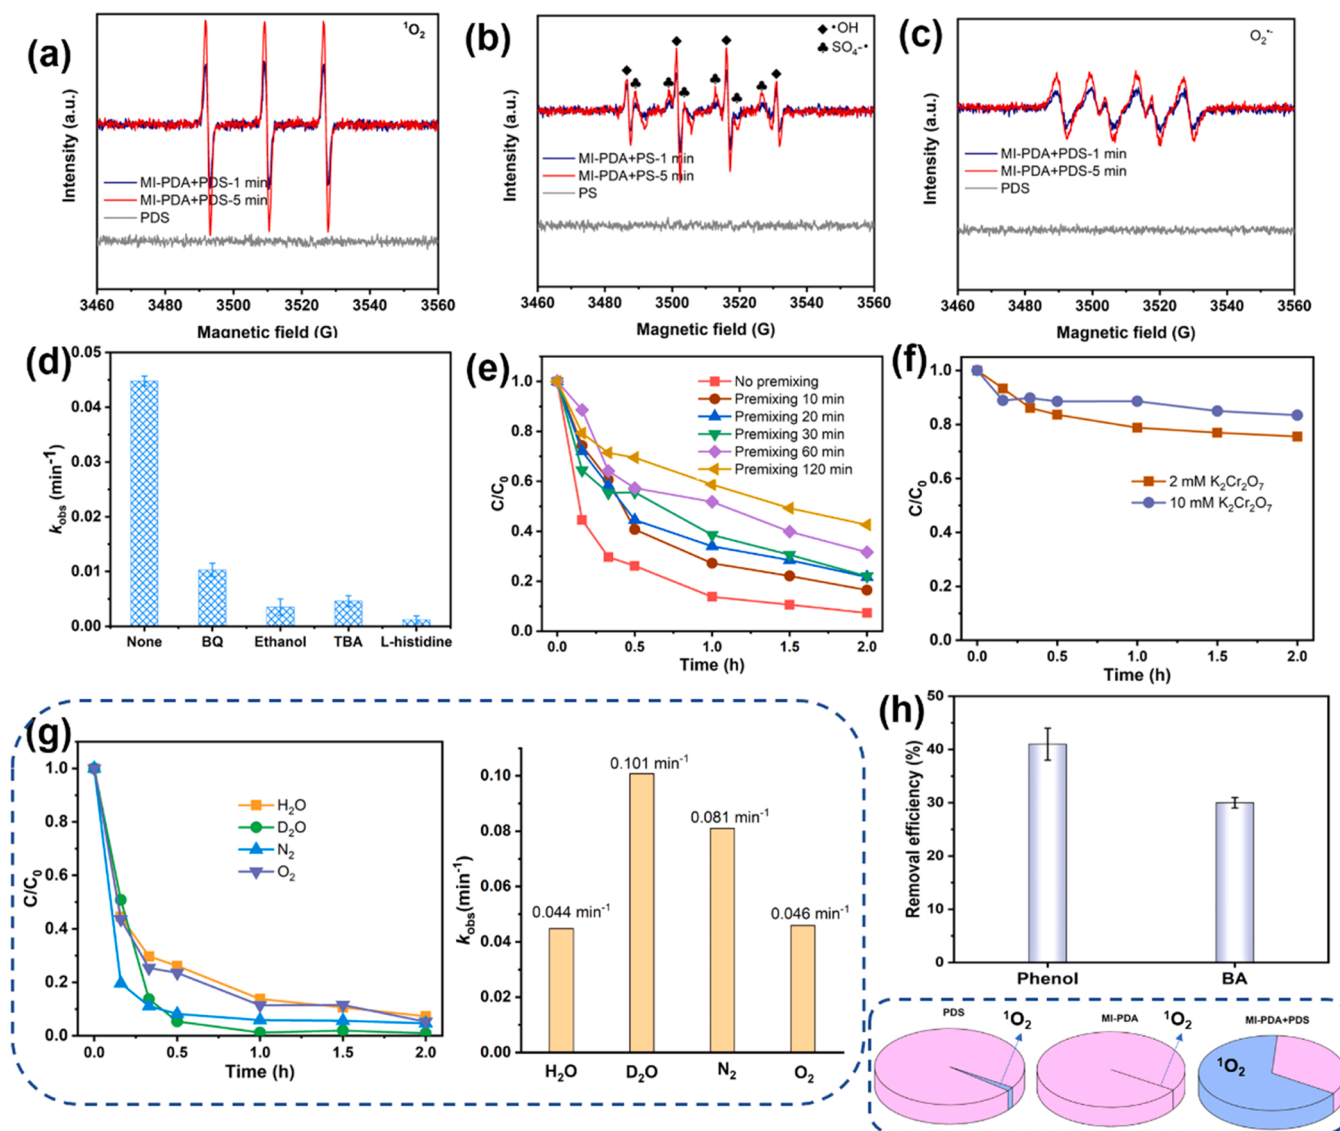 (a)
¹O₂
Intensity (a.u.)
MI-PDA+PDS-1 min
MI-PDA+PDS-5 min
PDS
3460 3480 3500 3520 3540 3560
Magnetic field (G)
(b)
◆ •OH
♣ SO₄⁻•
Intensity (a.u.)
MI-PDA+PS-1 min
MI-PDA+PS-5 min
PS
3460 3480 3500 3520 3540 3560
Magnetic field (G)
(c)
O₂•⁻
Intensity (a.u.)
MI-PDA+PDS-1 min
MI-PDA+PDS-5 min
PDS
3460 3480 3500 3520 3540 3560
Magnetic field (G)
(d)
kobs (min⁻¹)
0.05
0.04
0.03
0.02
0.01
0.00
None BQ Ethanol TBA L-histidine
(e)
C/C₀
1.0
0.8
0.6
0.4
0.2
0.0
No premixing
Premixing 10 min
Premixing 20 min
Premixing 30 min
Premixing 60 min
Premixing 120 min
0.0 0.5 1.0 1.5 2.0
Time (h)
(f)
C/C₀
1.0
0.8
0.6
0.4
0.2
0.0
2 mM K₂Cr₂O₇
10 mM K₂Cr₂O₇
0.0 0.5 1.0 1.5 2.0
Time (h)
(g)
C/C₀
1.0
0.8
0.6
0.4
0.2
0.0
H₂O
D₂O
N₂
O₂
0.0 0.5 1.0 1.5 2.0
Time (h)
kobs(min⁻¹)
0.10
0.08
0.06
0.04
0.02
0.00
0.044 min⁻¹
0.101 min⁻¹
0.081 min⁻¹
0.046 min⁻¹
H₂O D₂O N₂ O₂
(h)
Removal efficiency (%)
50
40
30
20
10
0
Phenol BA
PDS
¹O₂
MI-PDA
¹O₂
MI-PDA+PDS
¹O₂